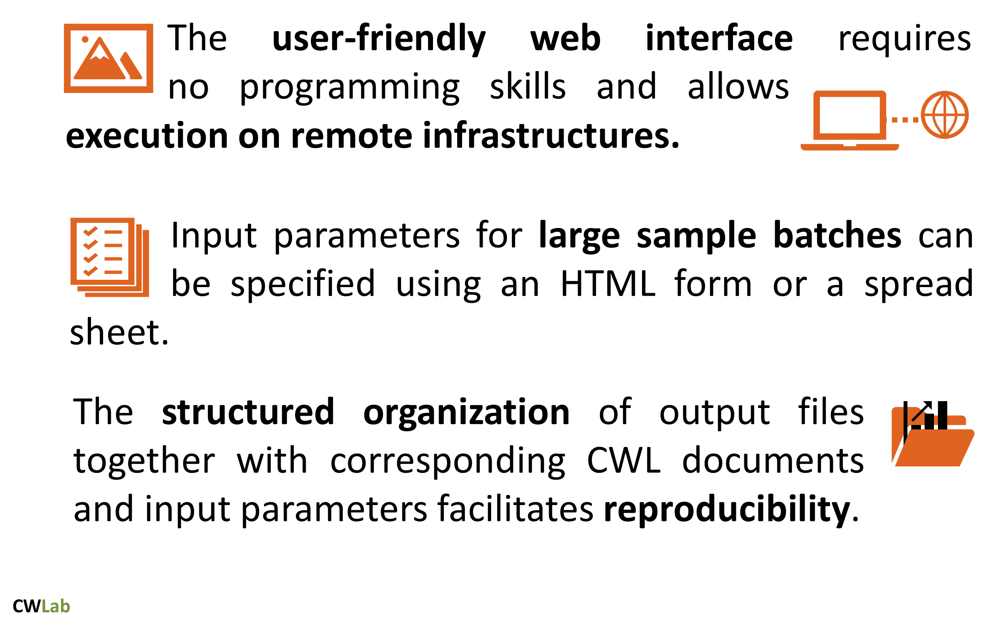 The user-friendly web interface requires
no programming skills and allows
execution on remote infrastructures.
Input parameters for large sample batches can
be specified using an HTML form or a spread
sheet.
The structured organization of output files
together with corresponding CWL documents
and input parameters facilitates reproducibility.
CWLab